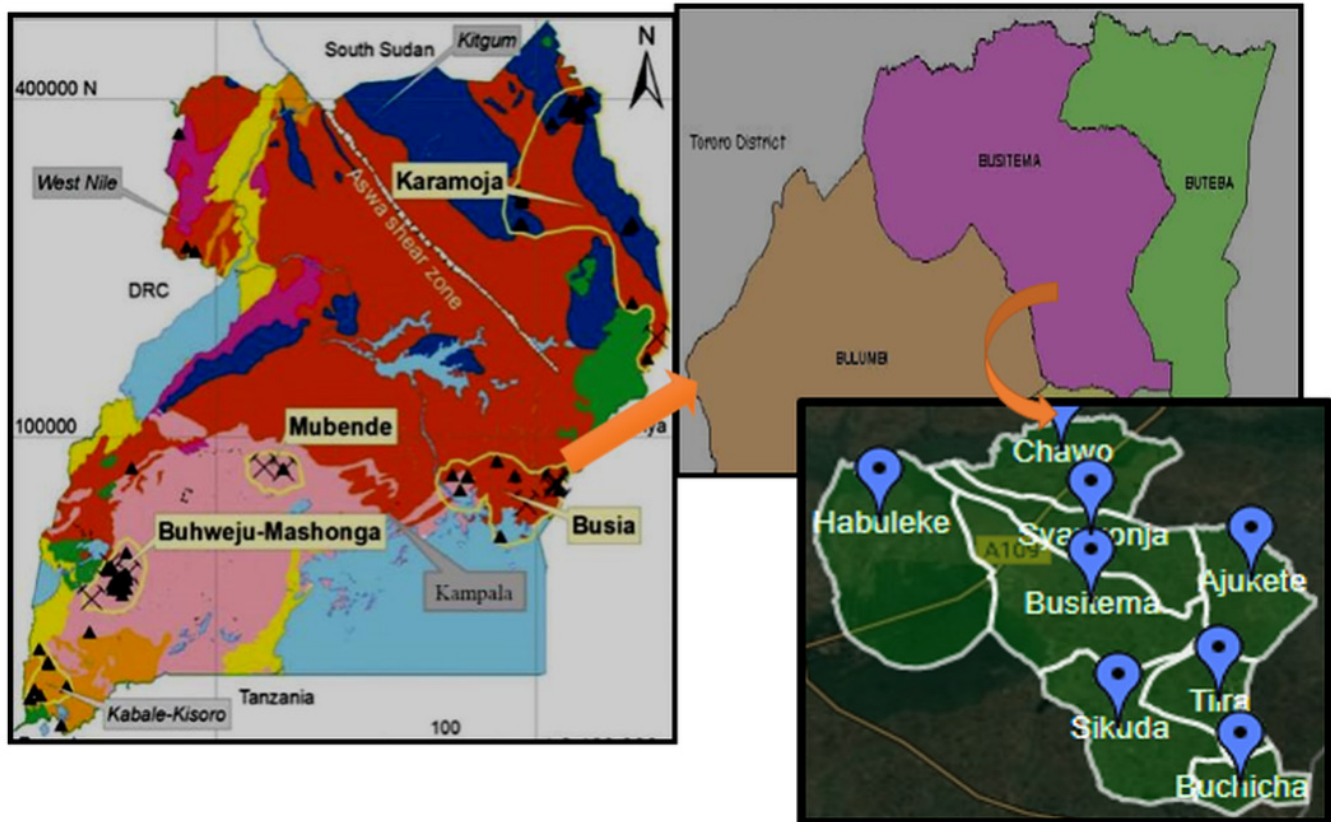 South Sudan
Kitgum
N
400000 N
West Nile
Karamoja
Aswa shear zone
DRC
100000
Mubende
Buhweju-Mashonga
Busia
Kampala
Tanzania
Kabale-Kisoro
100
Tororo District
BUSITEMA
BUTEBA
BULUMBI
Chawo
Habuleke
A109
Ajukete
Busitema
Tiira
Sikuda
Buchicha